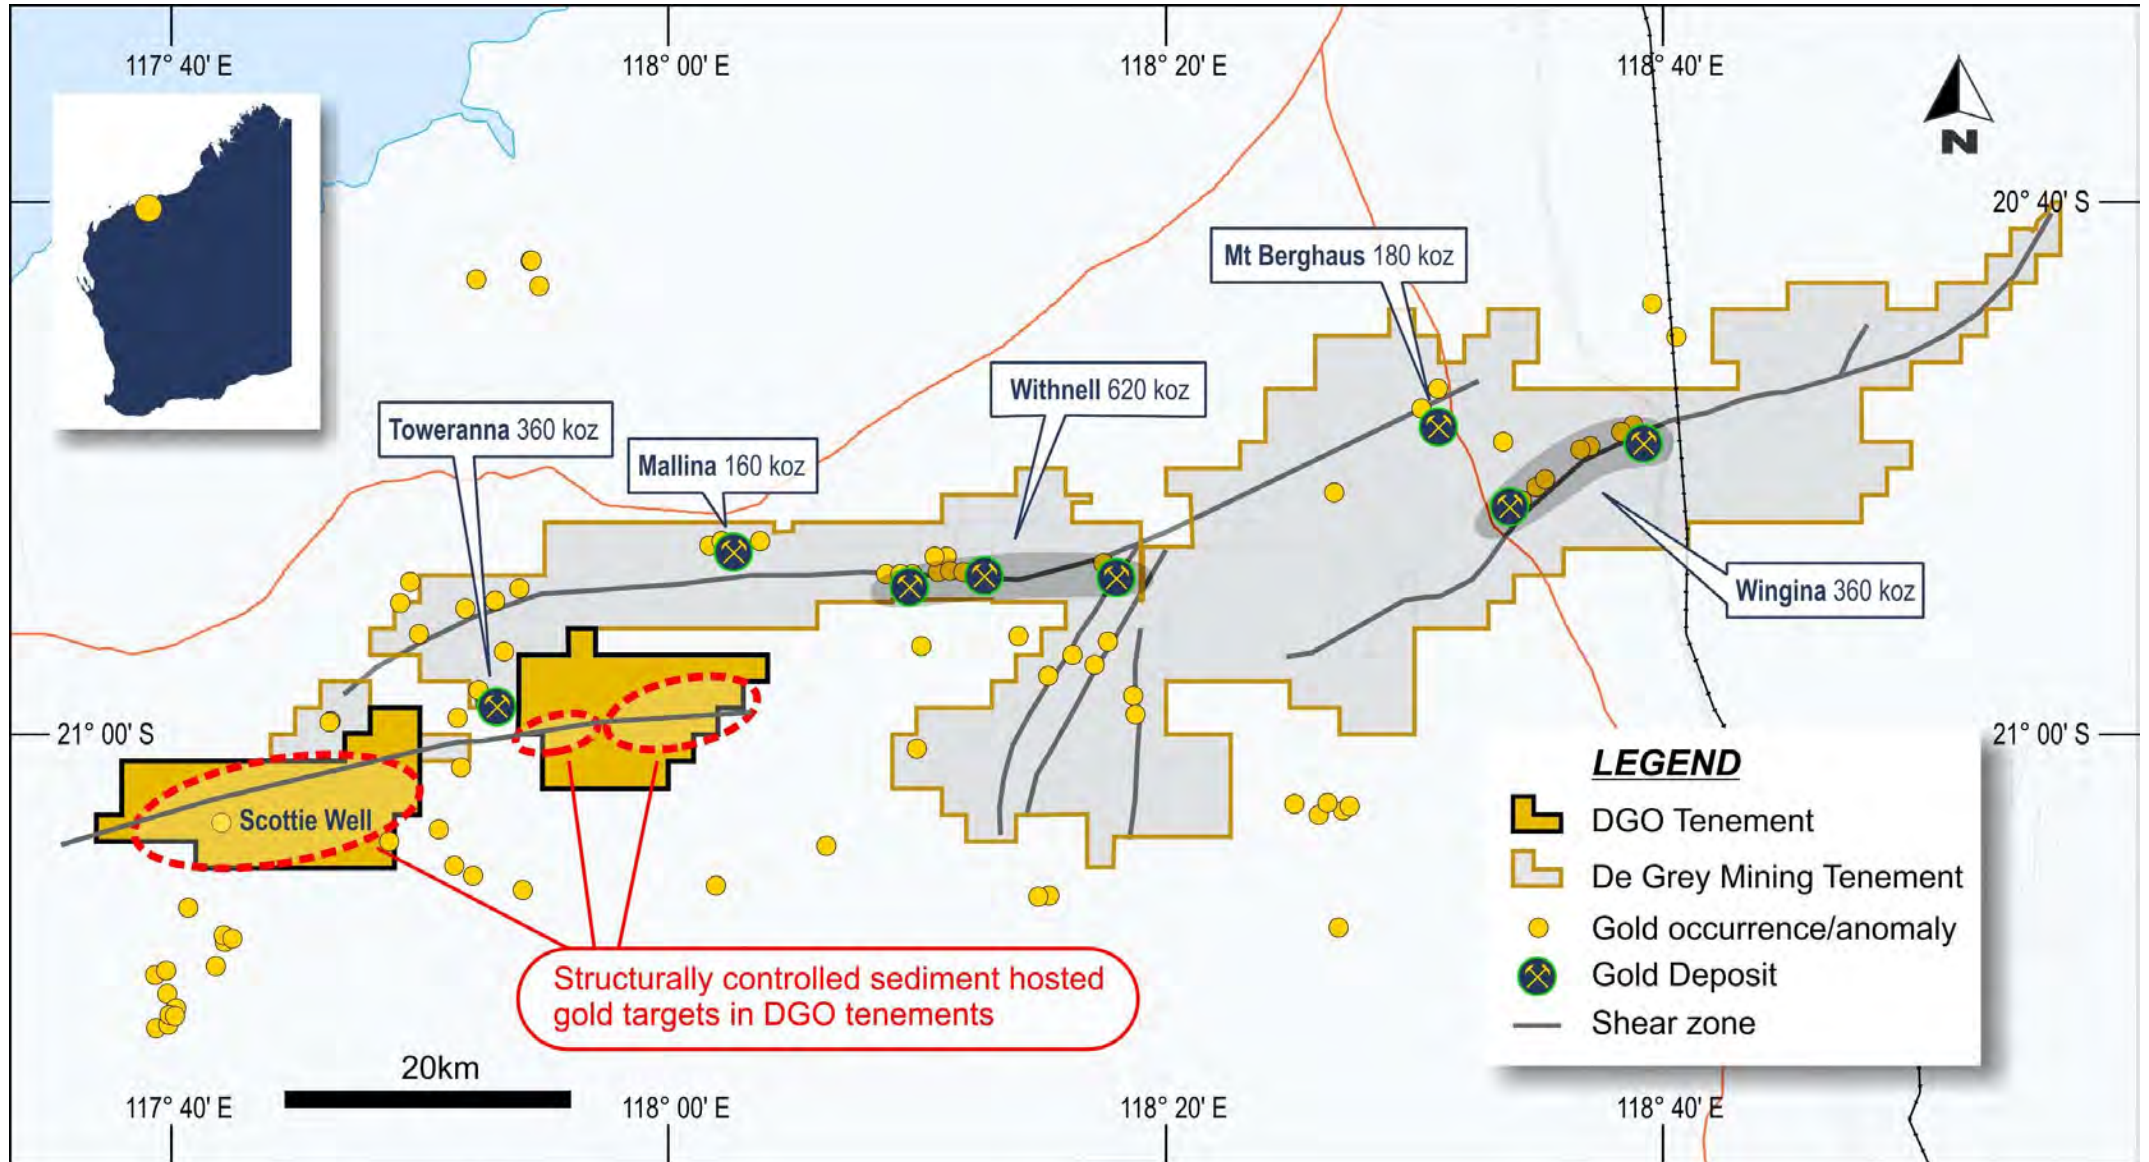 117° 40' E
118° 00' E
118° 20' E
118° 40' E
N
20° 40' S
Mt Berghaus 180 koz
Withnell 620 koz
Toweranna 360 koz
Mallina 160 koz
Wingina 360 koz
21° 00' S
21° 00' S
Scottie Well
LEGEND
DGO Tenement
De Grey Mining Tenement
Gold occurrence/anomaly
Gold Deposit
Shear zone
Structurally controlled sediment hosted
gold targets in DGO tenements
20km
117° 40' E
118° 00' E
118° 20' E
118° 40' E